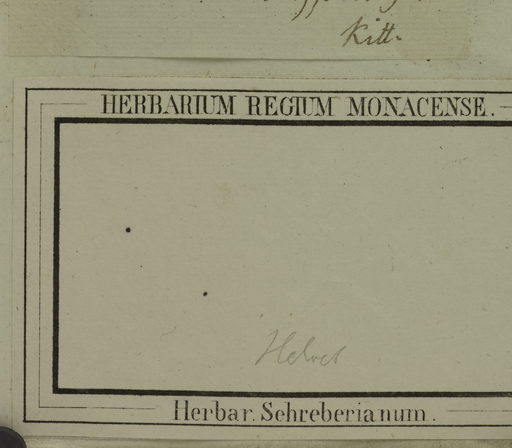 Kitt.
HERBARIUM REGIUM MONACENSE.
Helvet
Herbar. Schreberianum.